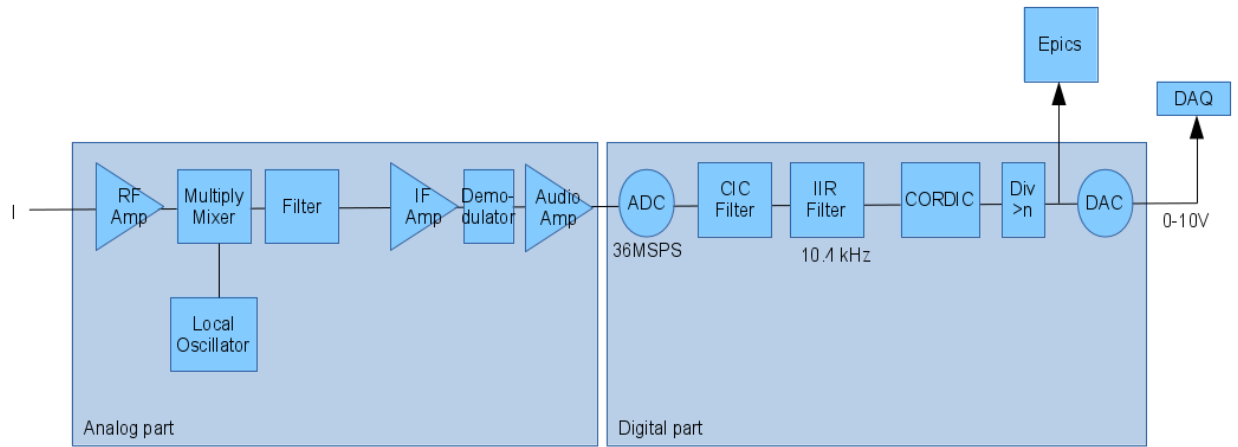 Epics
DAQ
I
RF
Amp
Multiply
Mixer
Filter
IF
Amp
Demo-
dulator
Audio
Amp
ADC
36MSPS
CIC
Filter
IIR
Filter
10.4 kHz
CORDIC
Div
>n
DAC
0-10V
Local
Oscillator
Analog part
Digital part